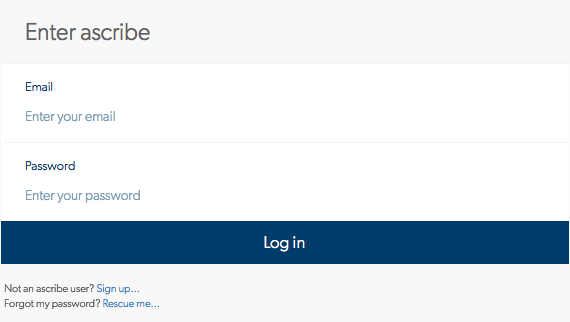 Enter ascribe
Email
Enter your email
Password
Enter your password
Log in
Not an ascribe user? Sign up...
Forgot my password? Rescue me...